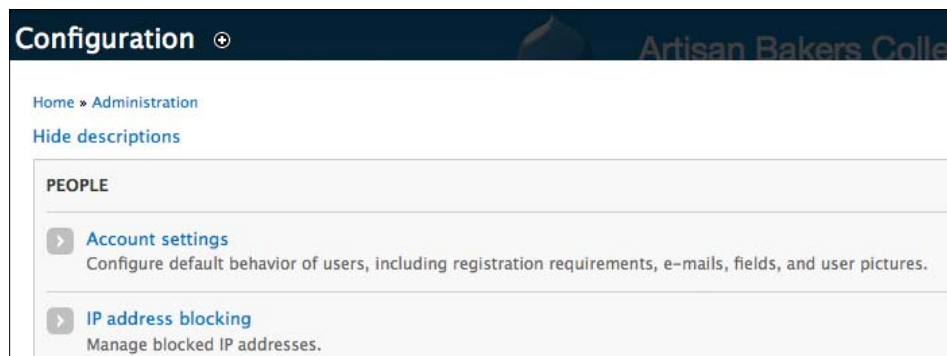 Configuration
Artisan Bakers Colle
Home » Administration
Hide descriptions
PEOPLE
Account settings
Configure default behavior of users, including registration requirements, e-mails, fields, and user pictures.
IP address blocking
Manage blocked IP addresses.